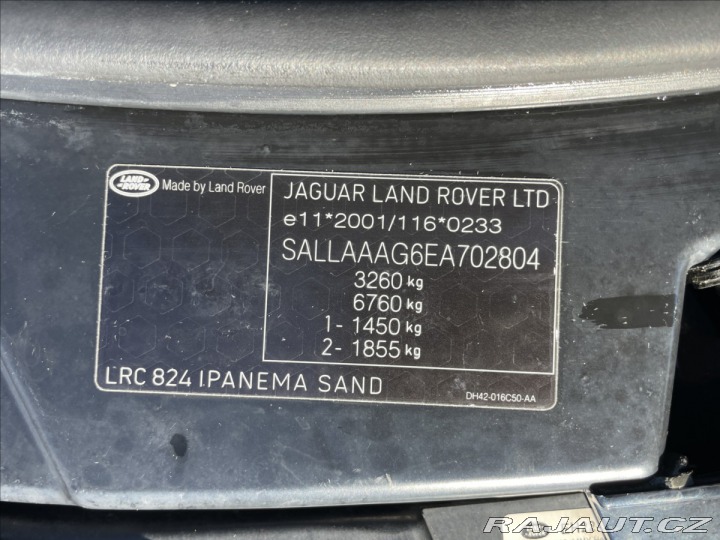 LAND-
ROVER
Made by Land Rover
JAGUAR LAND ROVER LTD
e11*2001/116*0233
SALLAAAG6EA702804
3260 kg
6760 kg
1- 1450 kg
2- 1855 kg
LRC 824 IPANEMA SAND
DH42-016C50-AA
RAJAUT.CZ